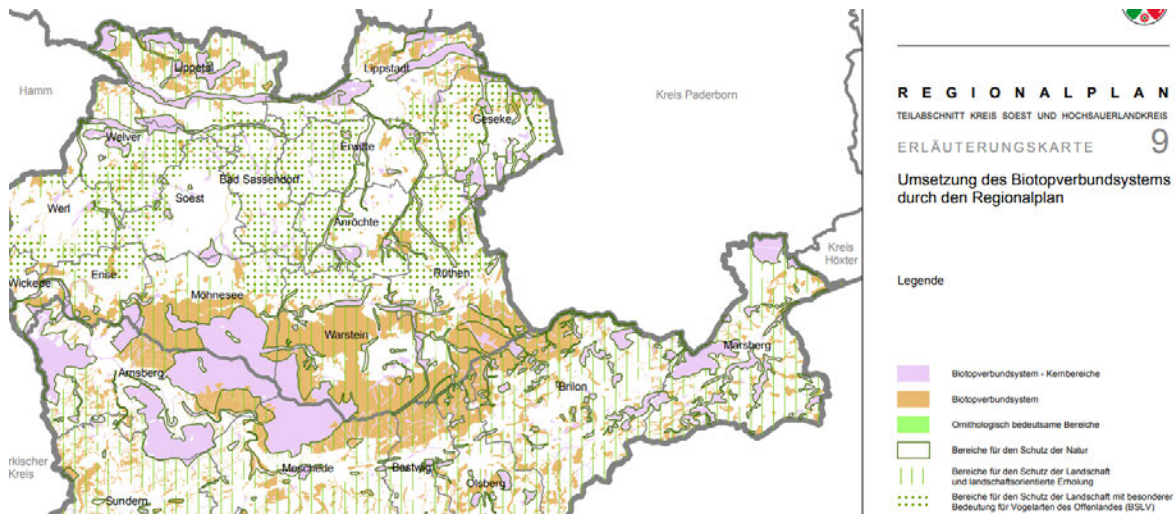 Lippetal
Lippstadt
Hamm
Kreis Paderborn
Geseke
Welver
Erwitte
Bad Sassendorf
Soest
Werl
Anröchte
Ense
Rüthen
Wickede
Möhnesee
Kreis
Höxter
Warstein
Marsberg
Arnsberg
Brilon
rkischer
Kreis
Meschede
Bestwig
Olsberg
Sundern
REGIONALPLAN
TEILABSCHNITT KREIS SOEST UND HOCHSAUERLANDKREIS
ERLÄUTERUNGSKARTE 9
Umsetzung des Biotopverbundsystems
durch den Regionalplan
Legende
Biotopverbundsystem - Kernbereiche
Biotopverbundsystem
Ornithologisch bedeutsame Bereiche
Bereiche für den Schutz der Natur
Bereiche für den Schutz der Landschaft
und landschaftsorientierte Erholung
Bereiche für den Schutz der Landschaft mit besonderer
Bedeutung für Vogelarten des Offenlandes (BSLV)